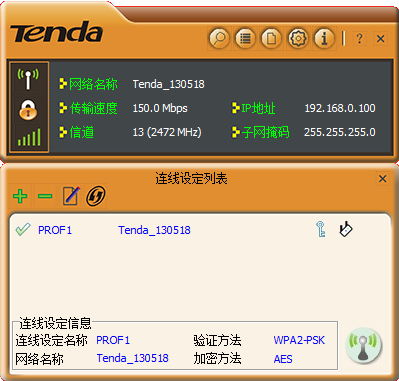 Tenda
网络名称 Tenda_130518
传输速度 150.0 Mbps IP地址 192.168.0.100
信道 13 (2472 MHz) 子网掩码 255.255.255.0
连线设定列表
PROF1 Tenda_130518
连线设定信息
连线设定名称 PROF1 验证方法 WPA2-PSK
网络名称 Tenda_130518 加密方法 AES